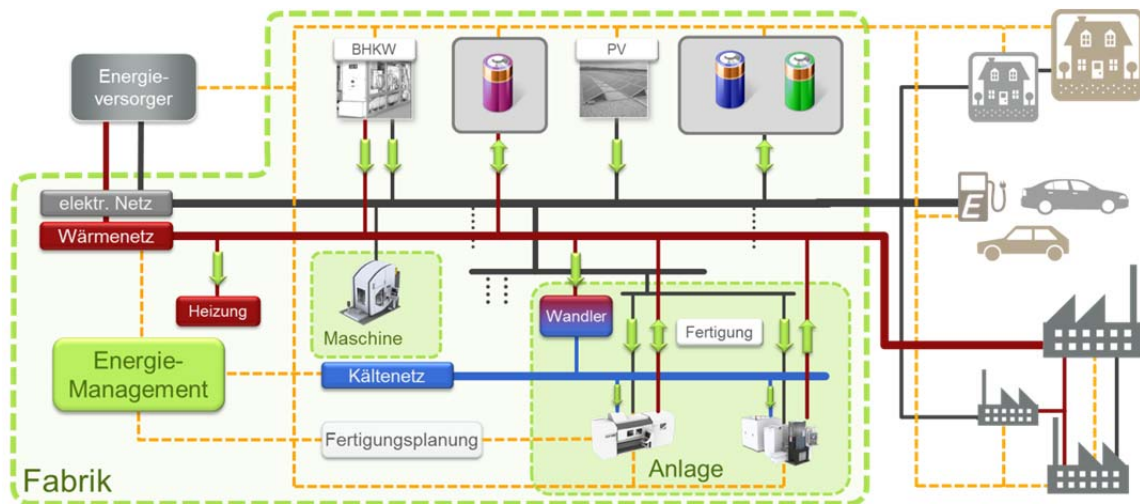 BHKW
PV
Energie-
versorger
elektr. Netz
Wärmenetz
E
Heizung
Maschine
Wandler
Fertigung
Energie-
Management
Kältenetz
Fertigungsplanung
Anlage
Fabrik